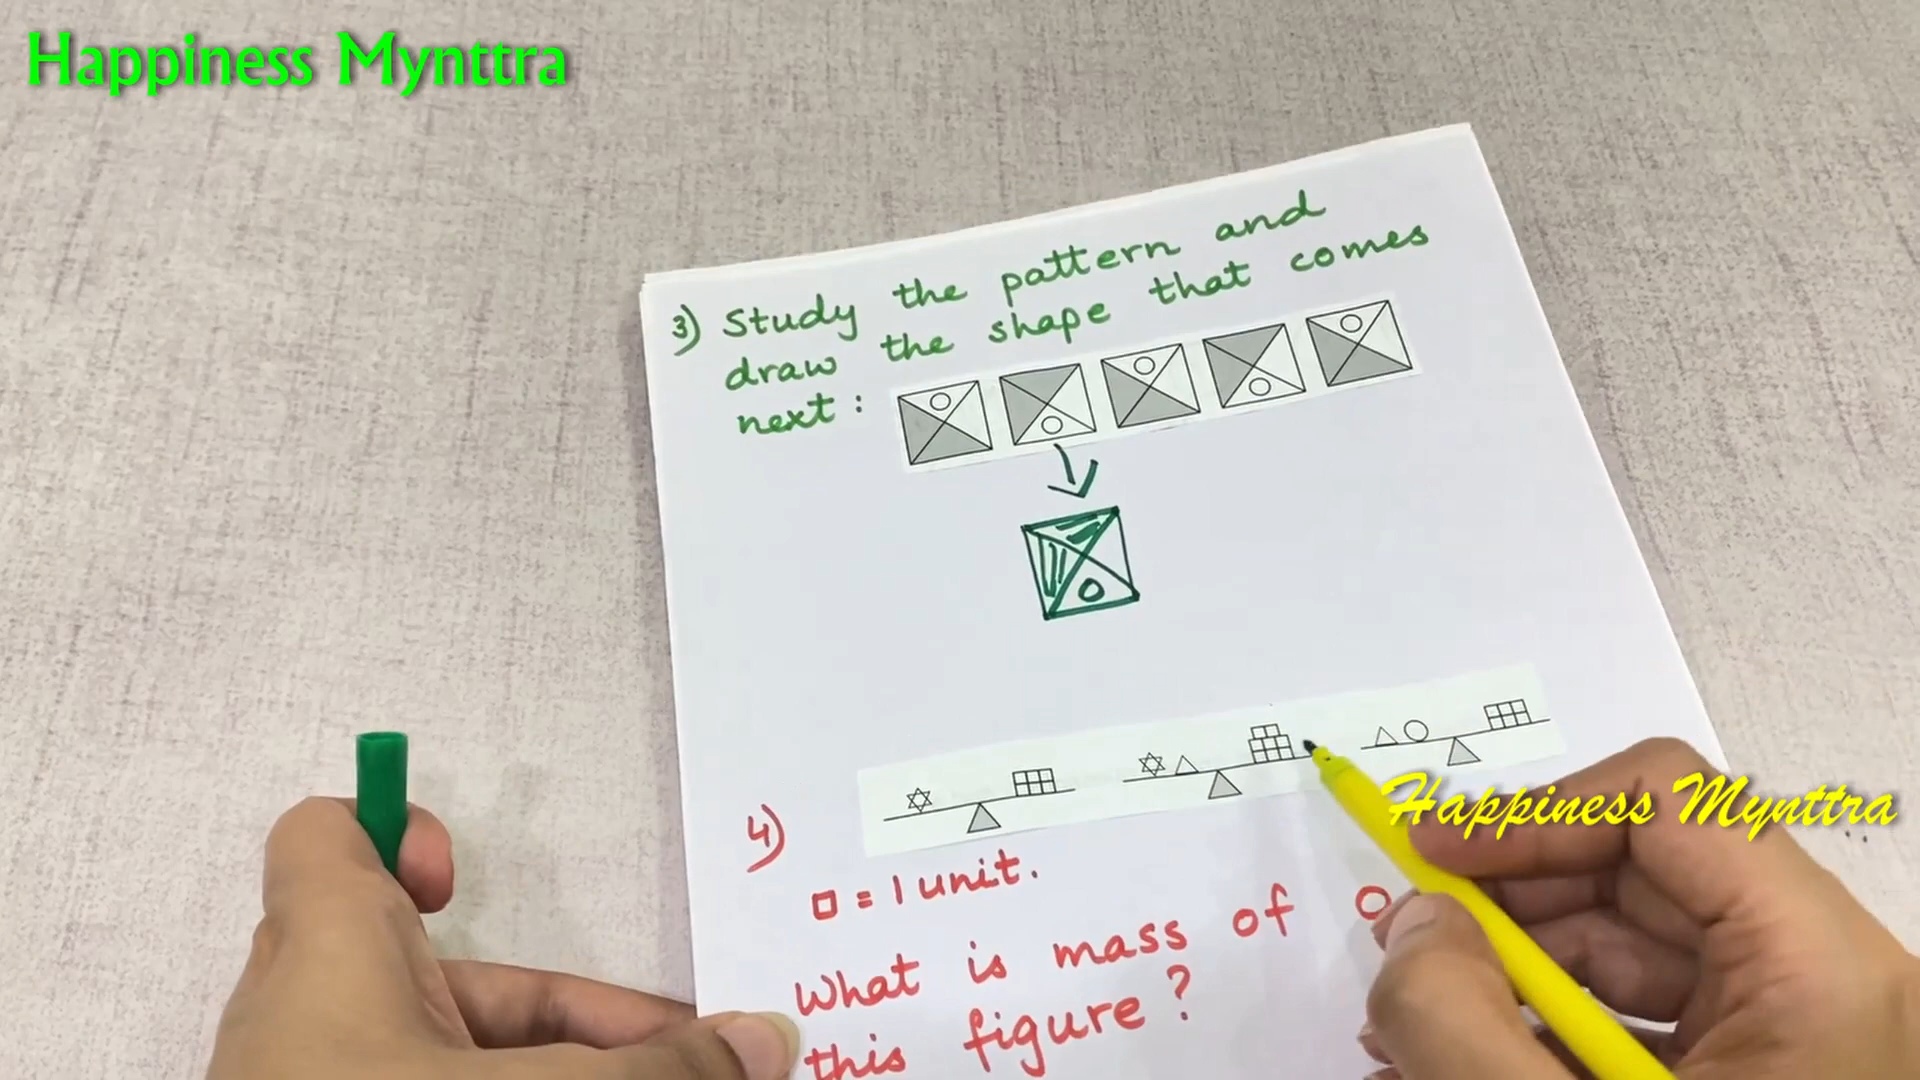 Happiness Mynttra
3) Study the pattern and
draw the shape that comes
next :
4)
□ = 1 unit.
Happiness Mynttra
What is mass of O
this figure ?